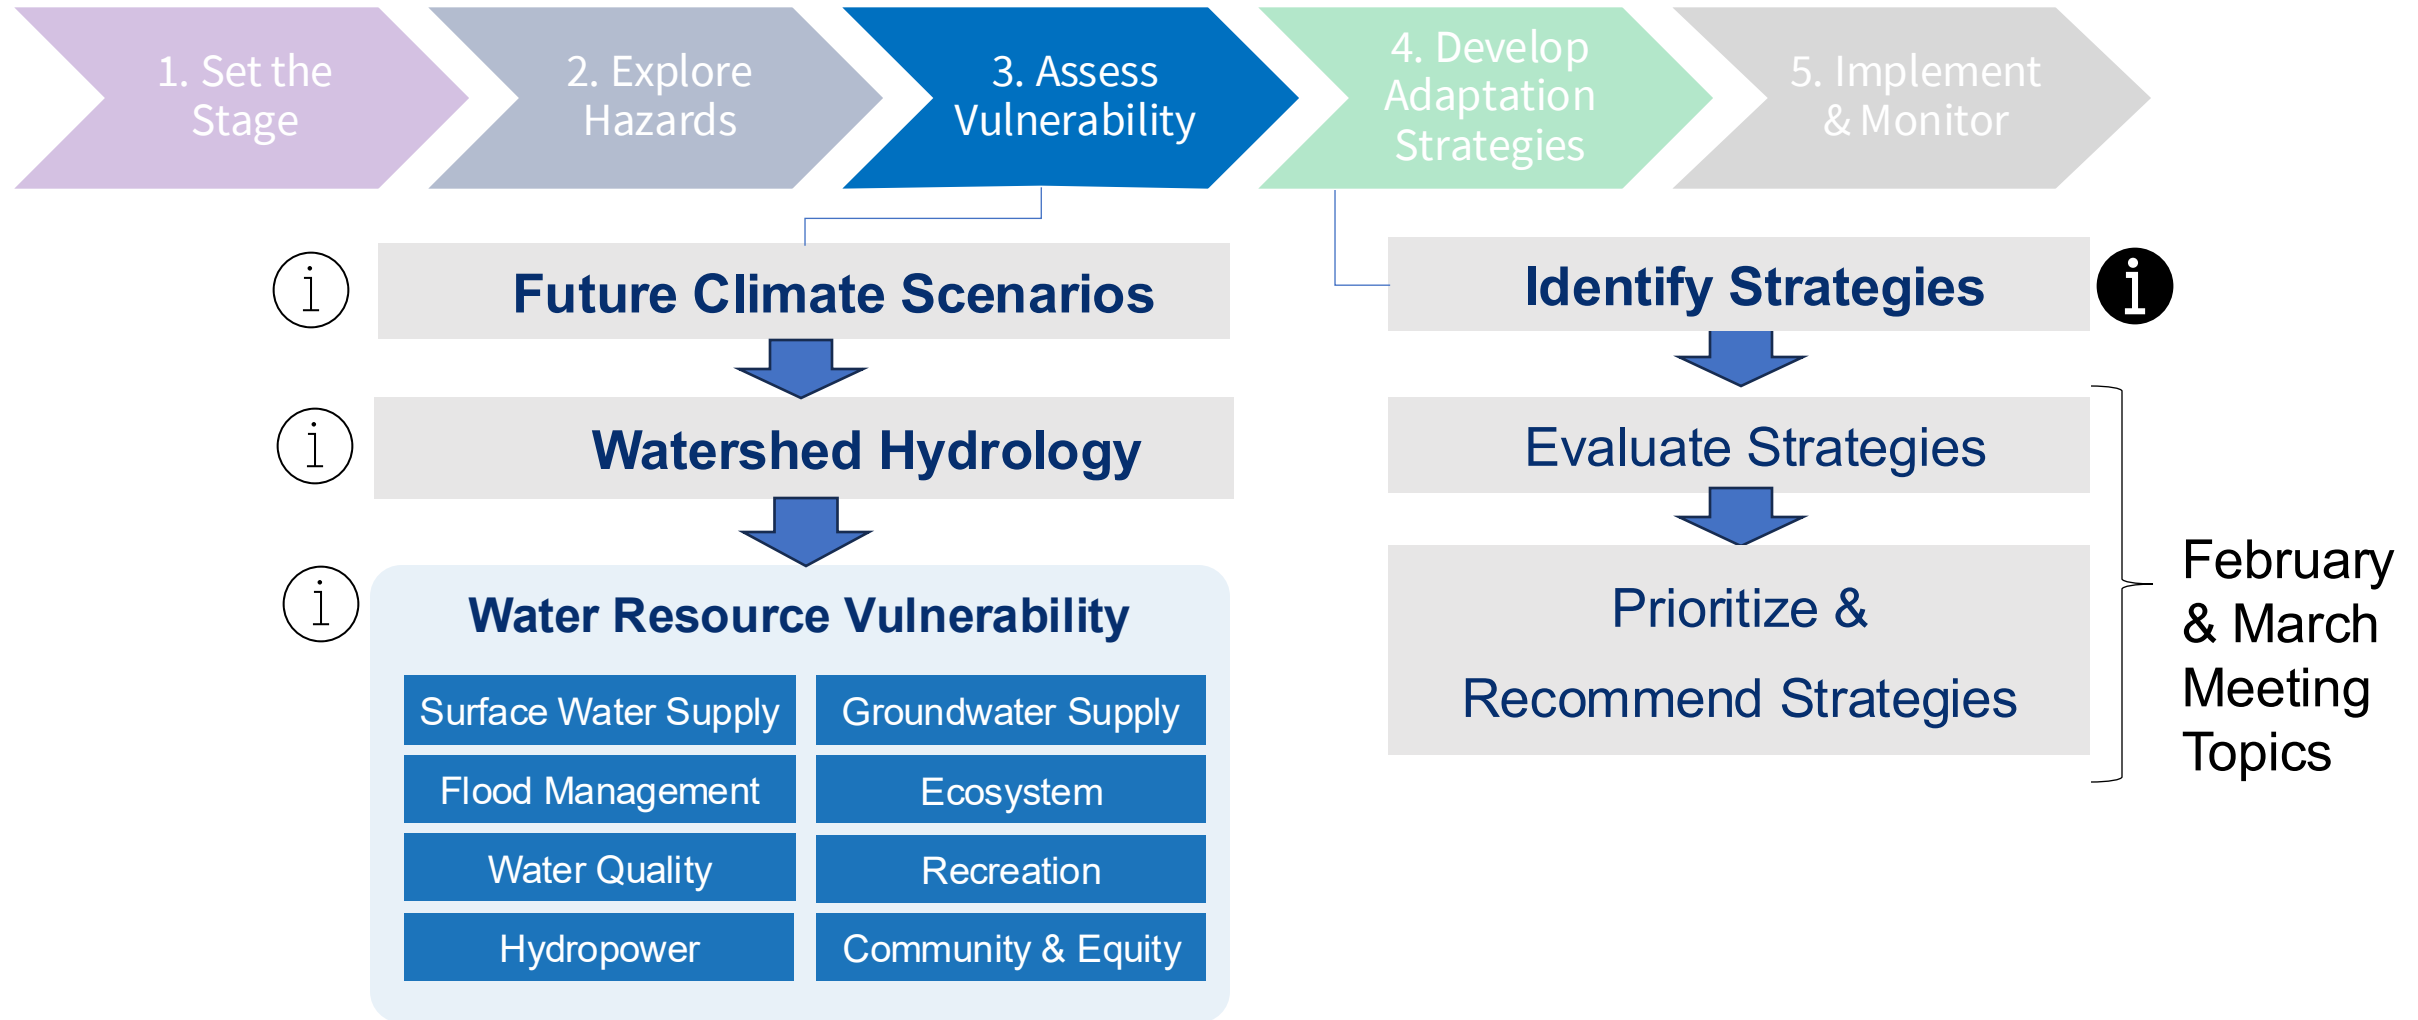 1. Set the
Stage
2. Explore
Hazards
3. Assess
Vulnerability
4. Develop
Adaptation
Strategies
5. Implement
& Monitor
i
Future Climate Scenarios
i
Watershed Hydrology
i
Water Resource Vulnerability
Surface Water Supply
Groundwater Supply
Flood Management
Ecosystem
Water Quality
Recreation
Hydropower
Community & Equity
Identify Strategies
i
Evaluate Strategies
Prioritize &
Recommend Strategies
February
& March
Meeting
Topics